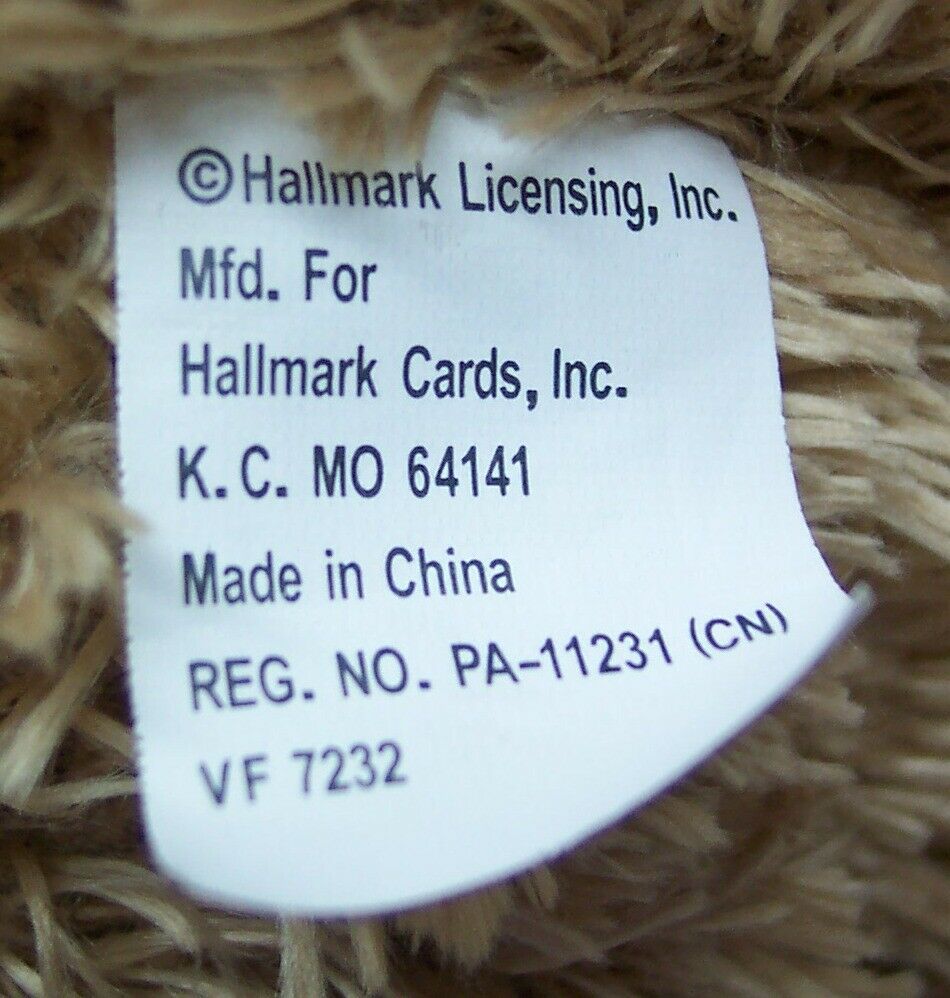 ©Hallmark Licensing, Inc.
Mfd. For
Hallmark Cards, Inc.
K.C. MO 64141
Made in China
REG. NO. PA-11231 (CN)
VF 7232